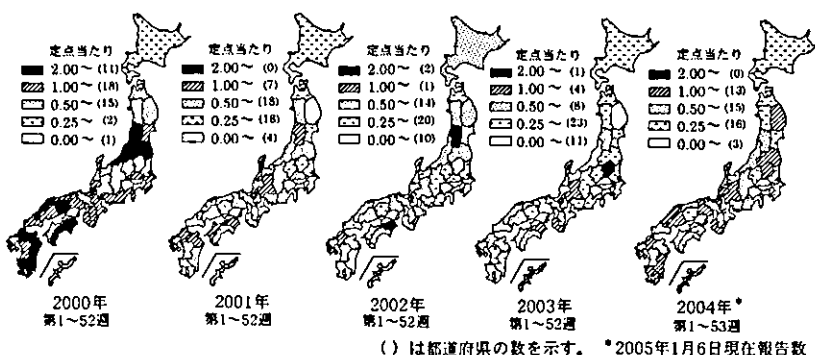 定点当たり
2.00～(11)
1.00～(18)
0.50～(15)
0.25～(2)
0.00～(1)
2000年
第1～52週
定点当たり
2.00～(0)
1.00～(7)
0.50～(18)
0.25～(18)
0.00～(4)
2001年
第1～52週
定点当たり
2.00～(2)
1.00～(1)
0.50～(14)
0.25～(20)
0.00～(10)
2002年
第1～52週
定点当たり
2.00～(1)
1.00～(4)
0.50～(8)
0.25～(23)
0.00～(11)
2003年
第1～52週
定点当たり
2.00～(0)
1.00～(13)
0.50～(15)
0.25～(16)
0.00～(3)
2004年*
第1～53週
( ) は都道府県の数を示す。 *2005年1月6日現在報告数